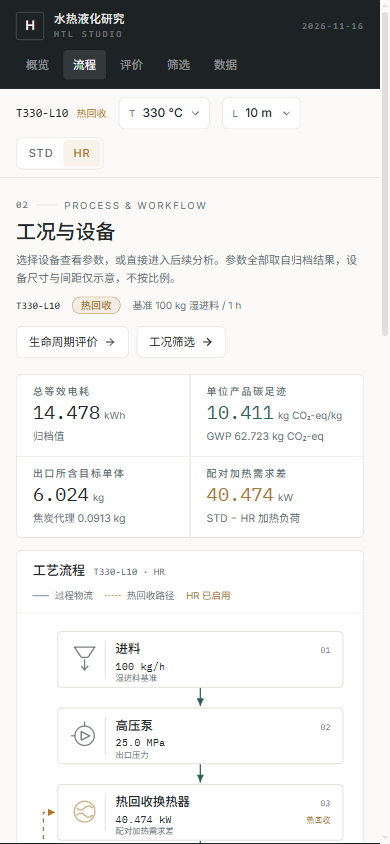 H
水热液化研究
HTL STUDIO
2026-11-16
概览 流程 评价 筛选 数据
T330-L10 热回收 T 330 °C L 10 m
STD HR
02 PROCESS & WORKFLOW
工况与设备
选择设备查看参数，或直接进入后续分析。参数全部取自归档结果，设
备尺寸与间距仅示意，不按比例。
T330-L10 热回收 基准 100 kg 湿进料 / 1 h
生命周期评价 → 工况筛选 →
总等效电耗
14.478 kWh
归档值
单位产品碳足迹
10.411 kg CO₂-eq/kg
GWP 62.723 kg CO₂-eq
出口所含目标单体
6.024 kg
焦炭代理 0.0913 kg
配对加热需求差
40.474 kW
STD − HR 加热负荷
工艺流程 T330-L10 · HR
过程物流 热回收路径 HR 已启用
进料 01
100 kg/h
湿进料基准
高压泵 02
25.0 MPa
出口压力
热回收换热器 03
40.474 kW 热回收
配对加热需求差